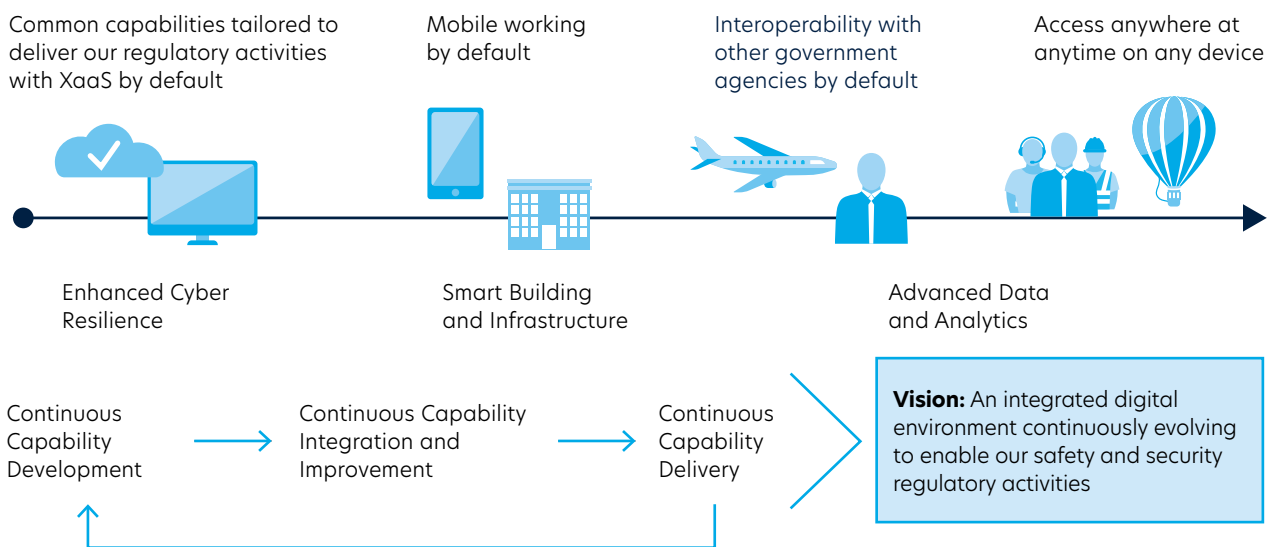 Common capabilities tailored to
deliver our regulatory activities
with XaaS by default
Mobile working
by default
Interoperability with
other government
agencies by default
Access anywhere at
anytime on any device
Enhanced Cyber
Resilience
Smart Building
and Infrastructure
Advanced Data
and Analytics
Continuous
Capability
Development
Continuous Capability
Integration and
Improvement
Continuous
Capability
Delivery
Vision: An integrated digital
environment continuously evolving
to enable our safety and security
regulatory activities